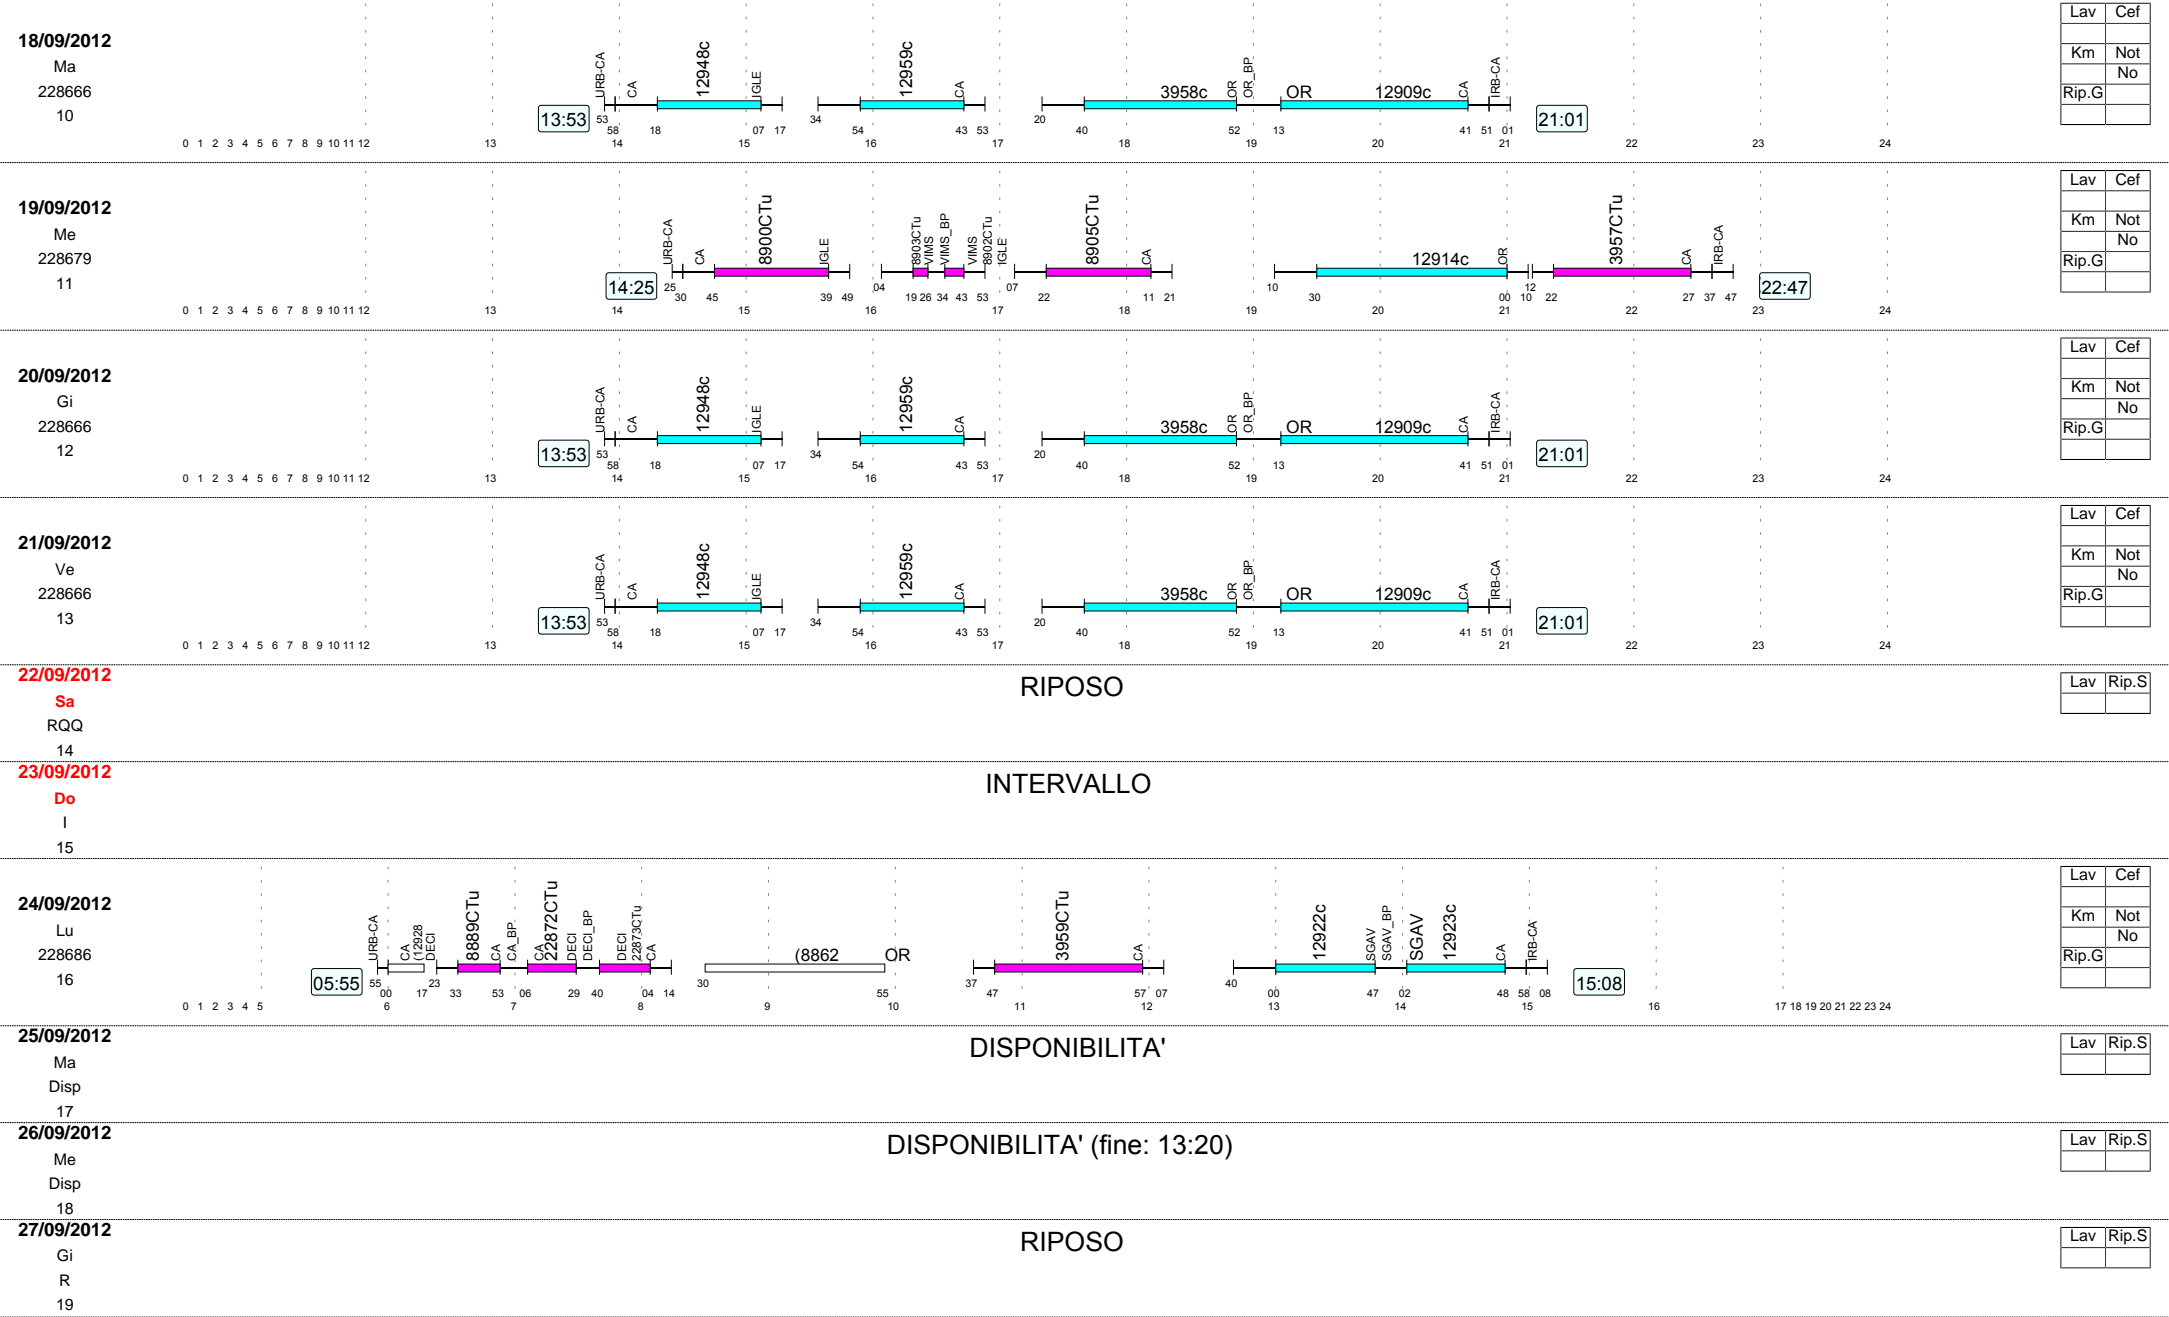 18/09/2012
Ma
228666
10
13:53
URB-CA CA 12948c IGLE 12959c CA 3958c OR OR_BP OR 12909c CA IRB-CA
53 58 18 07 17 34 54 43 53 20 40 52 13 41 51 01
21:01
0 1 2 3 4 5 6 7 8 9 10 11 12 13 14 15 16 17 18 19 20 21 22 23 24
Lav Cef
Km Not
No
Rip.G
19/09/2012
Me
228679
11
14:25
URB-CA CA 8900CTu IGLE 8903CTu VIMS VIMS_BP VIMS 8902CTu IGLE 8905CTu CA 12914c OR 3957CTu CA IRB-CA
25 30 45 39 49 04 19 26 34 43 53 07 22 11 21 10 30 00 10 12 22 27 37 47
22:47
0 1 2 3 4 5 6 7 8 9 10 11 12 13 14 15 16 17 18 19 20 21 22 23 24
Lav Cef
Km Not
No
Rip.G
20/09/2012
Gi
228666
12
13:53
URB-CA CA 12948c IGLE 12959c CA 3958c OR OR_BP OR 12909c CA IRB-CA
53 58 18 07 17 34 54 43 53 20 40 52 13 41 51 01
21:01
0 1 2 3 4 5 6 7 8 9 10 11 12 13 14 15 16 17 18 19 20 21 22 23 24
Lav Cef
Km Not
No
Rip.G
21/09/2012
Ve
228666
13
13:53
URB-CA CA 12948c IGLE 12959c CA 3958c OR OR_BP OR 12909c CA IRB-CA
53 58 18 07 17 34 54 43 53 20 40 52 13 41 51 01
21:01
0 1 2 3 4 5 6 7 8 9 10 11 12 13 14 15 16 17 18 19 20 21 22 23 24
Lav Cef
Km Not
No
Rip.G
22/09/2012
Sa
RQQ
14
RIPOSO
Lav Rip.S
23/09/2012
Do
I
15
INTERVALLO
24/09/2012
Lu
228686
16
05:55
URB-CA CA (12928 DECI 8889CTu CA CA_BP CA 22872CTu DECI DECI_BP DECI 22873CTu CA (8862 OR 3959CTu CA 12922c SGAV SGAV_BP SGAV 12923c CA IRB-CA
55 00 17 23 33 53 06 29 40 04 14 30 55 37 47 57 07 40 00 47 02 48 58 08
15:08
0 1 2 3 4 5 6 7 8 9 10 11 12 13 14 15 16 17 18 19 20 21 22 23 24
Lav Cef
Km Not
No
Rip.G
25/09/2012
Ma
Disp
17
DISPONIBILITA'
Lav Rip.S
26/09/2012
Me
Disp
18
DISPONIBILITA' (fine: 13:20)
Lav Rip.S
27/09/2012
Gi
R
19
RIPOSO
Lav Rip.S